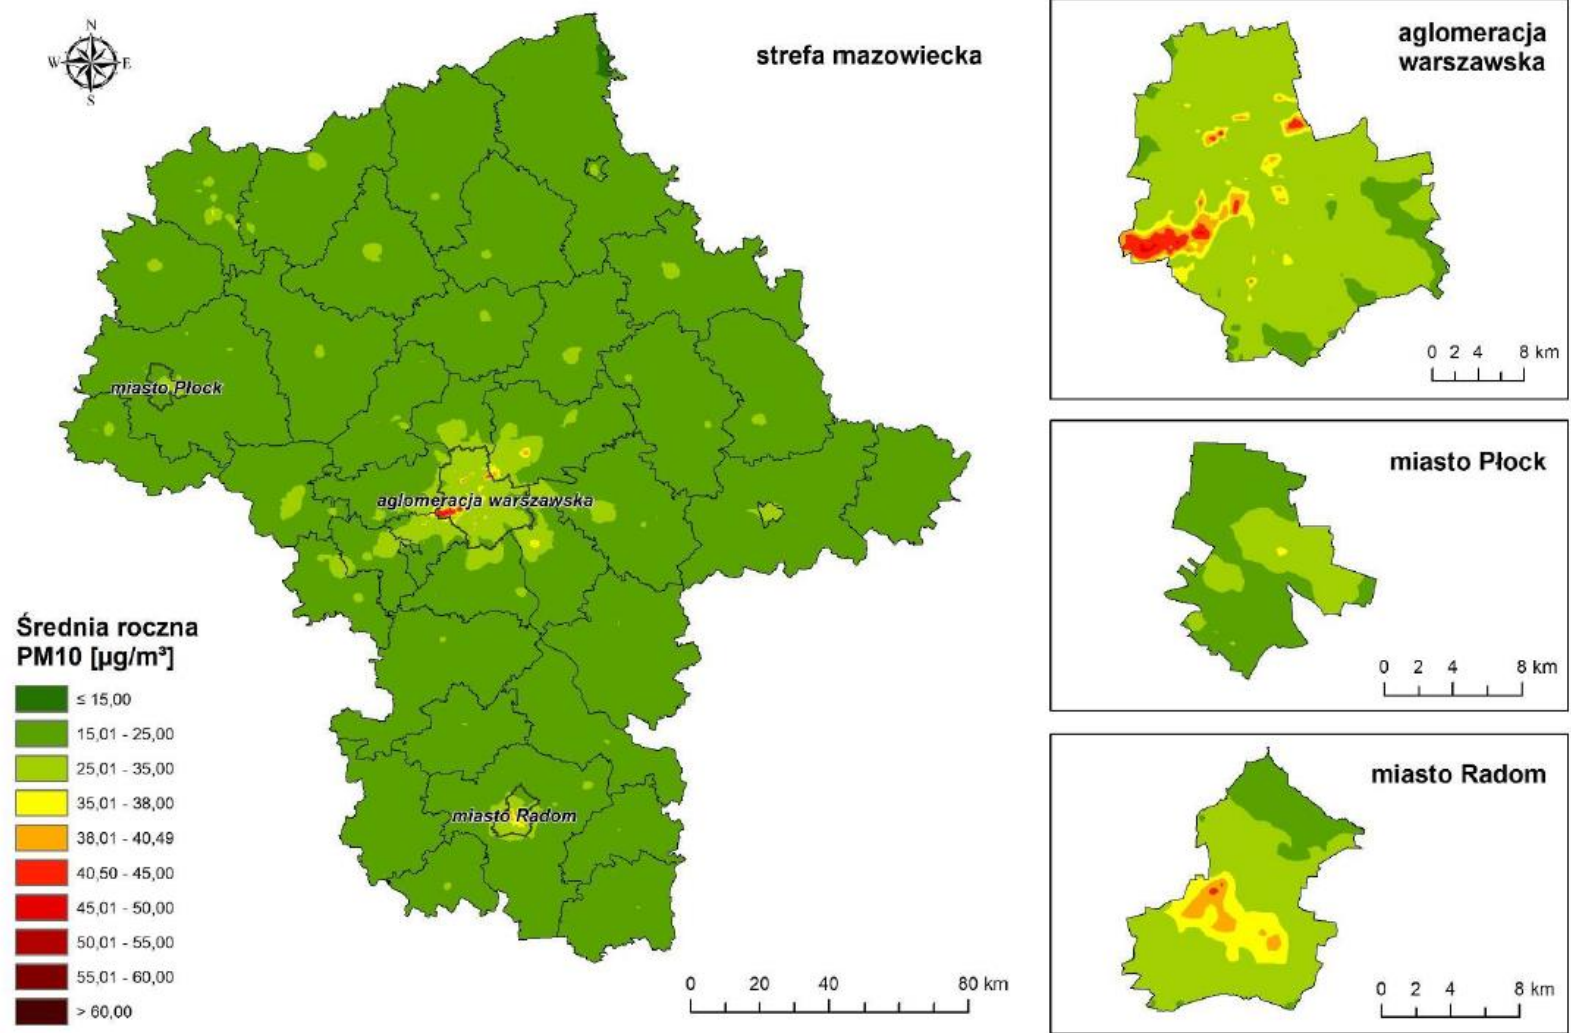 N
W E
S
strefa mazowiecka
miasto Płock
aglomeracja warszawska
miasto Radom
Średnia roczna
PM10 [µg/m³]
≤ 15,00
15,01 - 25,00
25,01 - 35,00
35,01 - 38,00
38,01 - 40,49
40,50 - 45,00
45,01 - 50,00
50,01 - 55,00
55,01 - 60,00
> 60,00
0 20 40 80 km
aglomeracja
warszawska
0 2 4 8 km
miasto Płock
0 2 4 8 km
miasto Radom
0 2 4 8 km